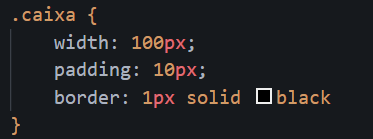 .caixa {
    width: 100px;
    padding: 10px;
    border: 1px solid black
}